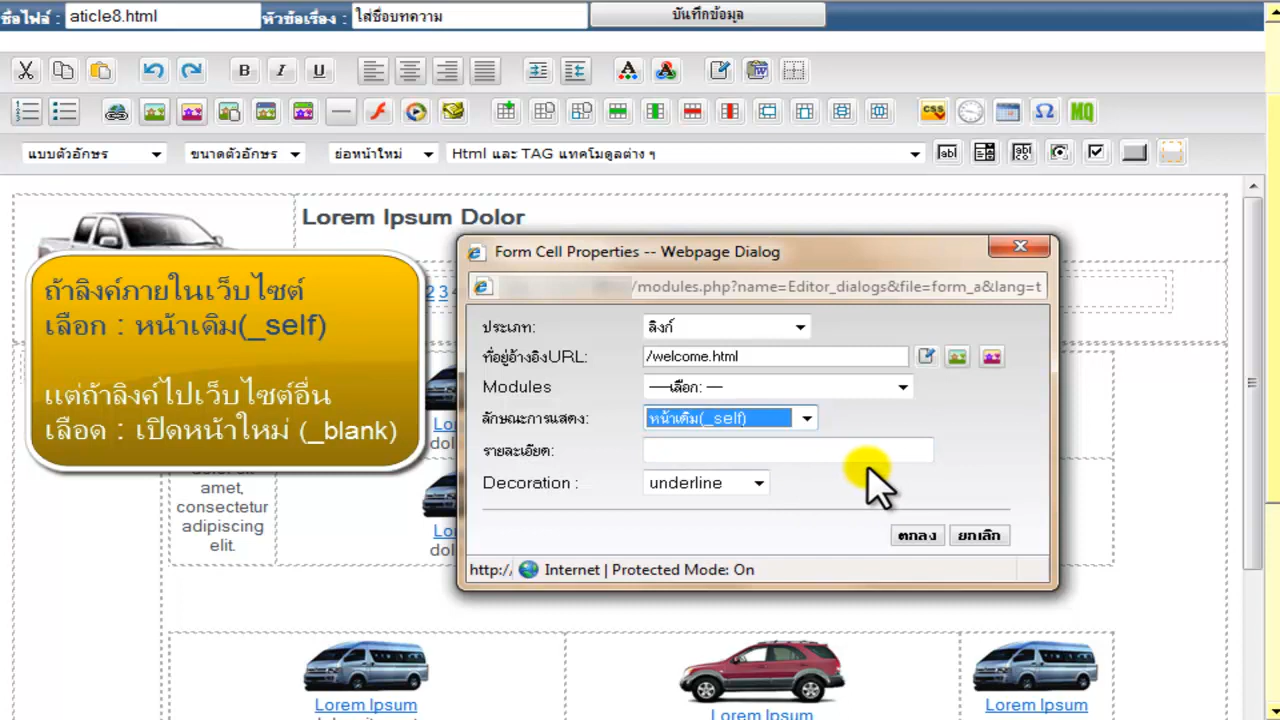 ชื่อไฟล์ : aticle8.html หัวข้อเรื่อง : ใส่ชื่อบทความ บันทึกข้อมูล
B I U
CSS Ω MQ
แบบตัวอักษร ขนาดตัวอักษร ย่อหน้าใหม่ Html และ TAG แทคโมดูลต่าง ๆ
Lorem Ipsum Dolor
Form Cell Properties -- Webpage Dialog
/modules.php?name=Editor_dialogs&file=form_a&lang=t
2 3 4
ถ้าลิงค์ภายในเว็บไซต์
เลือก : หน้าเดิม(_self)
แต่ถ้าลิงค์ไปเว็บไซต์อื่น
เลือด : เปิดหน้าใหม่ (_blank)
ประเภท: ลิงก์
ที่อยู่อ้างอิงURL: /welcome.html
Modules ----เลือก: ---
ลักษณะการแสดง: หน้าเดิม(_self)
รายละเอียด:
Decoration : underline
ตกลง ยกเลิก
http:/ Internet | Protected Mode: On
Lo
dol
amet,
consectetur
adipiscing
elit.
Lo
dol
Lorem ipsum
Lorem ipsum
Lorem ipsum